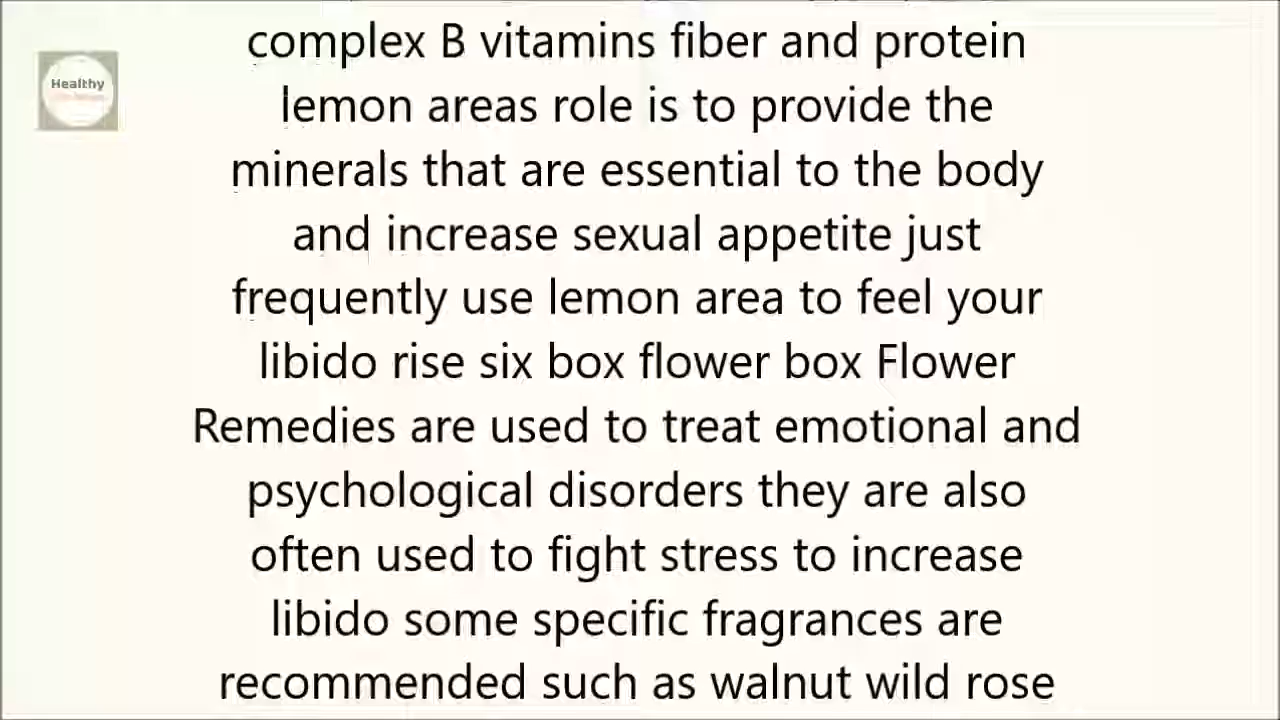 complex B vitamins fiber and protein
Healthy
lemon areas role is to provide the
minerals that are essential to the body
and increase sexual appetite just
frequently use lemon area to feel your
libido rise six box flower box Flower
Remedies are used to treat emotional and
psychological disorders they are also
often used to fight stress to increase
libido some specific fragrances are
recommended such as walnut wild rose